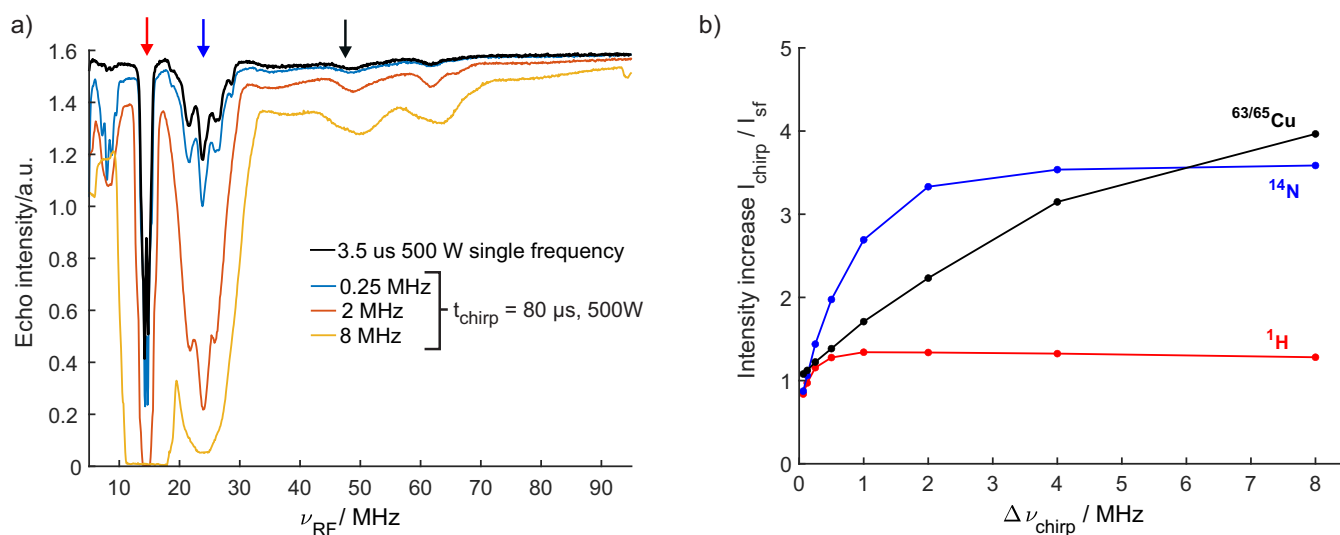 a)
1.6
1.4
1.2
1.0
0.8
0.6
0.4
0.2
0
Echo intensity/a.u.
10 20 30 40 50 60 70 80 90
ν_RF / MHz
3.5 us 500 W single frequency
0.25 MHz
2 MHz
8 MHz
t_chirp = 80 µs, 500W
b)
5
4
3
2
1
0
Intensity increase I_chirp / I_sf
0 1 2 3 4 5 6 7 8
Δ ν_chirp / MHz
^63/65Cu
^14N
^1H